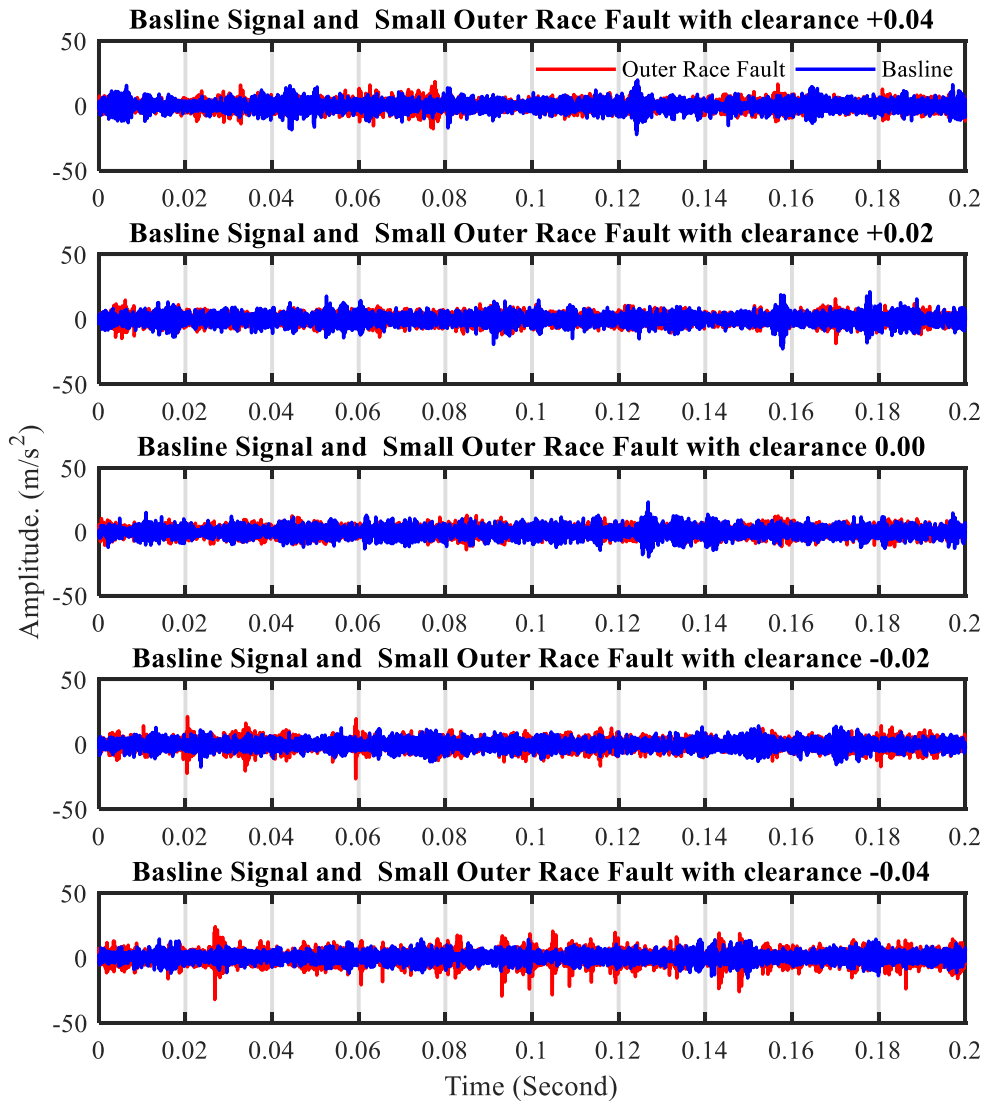 Basline Signal and  Small Outer Race Fault with clearance +0.04
50
0
-50
Outer Race Fault
Basline
0 0.02 0.04 0.06 0.08 0.1 0.12 0.14 0.16 0.18 0.2
Basline Signal and  Small Outer Race Fault with clearance +0.02
50
0
-50
0 0.02 0.04 0.06 0.08 0.1 0.12 0.14 0.16 0.18 0.2
Basline Signal and  Small Outer Race Fault with clearance 0.00
50
0
-50
0 0.02 0.04 0.06 0.08 0.1 0.12 0.14 0.16 0.18 0.2
Amplitude. (m/s²)
Basline Signal and  Small Outer Race Fault with clearance -0.02
50
0
-50
0 0.02 0.04 0.06 0.08 0.1 0.12 0.14 0.16 0.18 0.2
Basline Signal and  Small Outer Race Fault with clearance -0.04
50
0
-50
0 0.02 0.04 0.06 0.08 0.1 0.12 0.14 0.16 0.18 0.2
Time (Second)